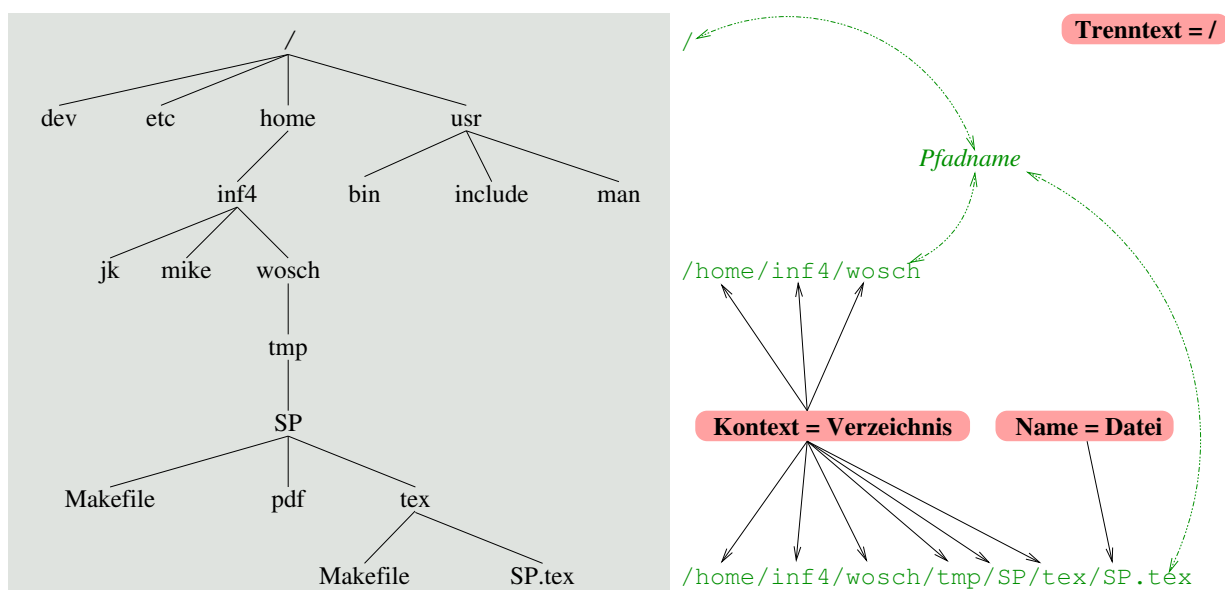 /
dev etc home usr
inf4 bin include man
jk mike wosch
tmp
SP
Makefile pdf tex
Makefile SP.tex
/ Trenntext = /
Pfadname
/home/inf4/wosch
Kontext = Verzeichnis Name = Datei
/home/inf4/wosch/tmp/SP/tex/SP.tex